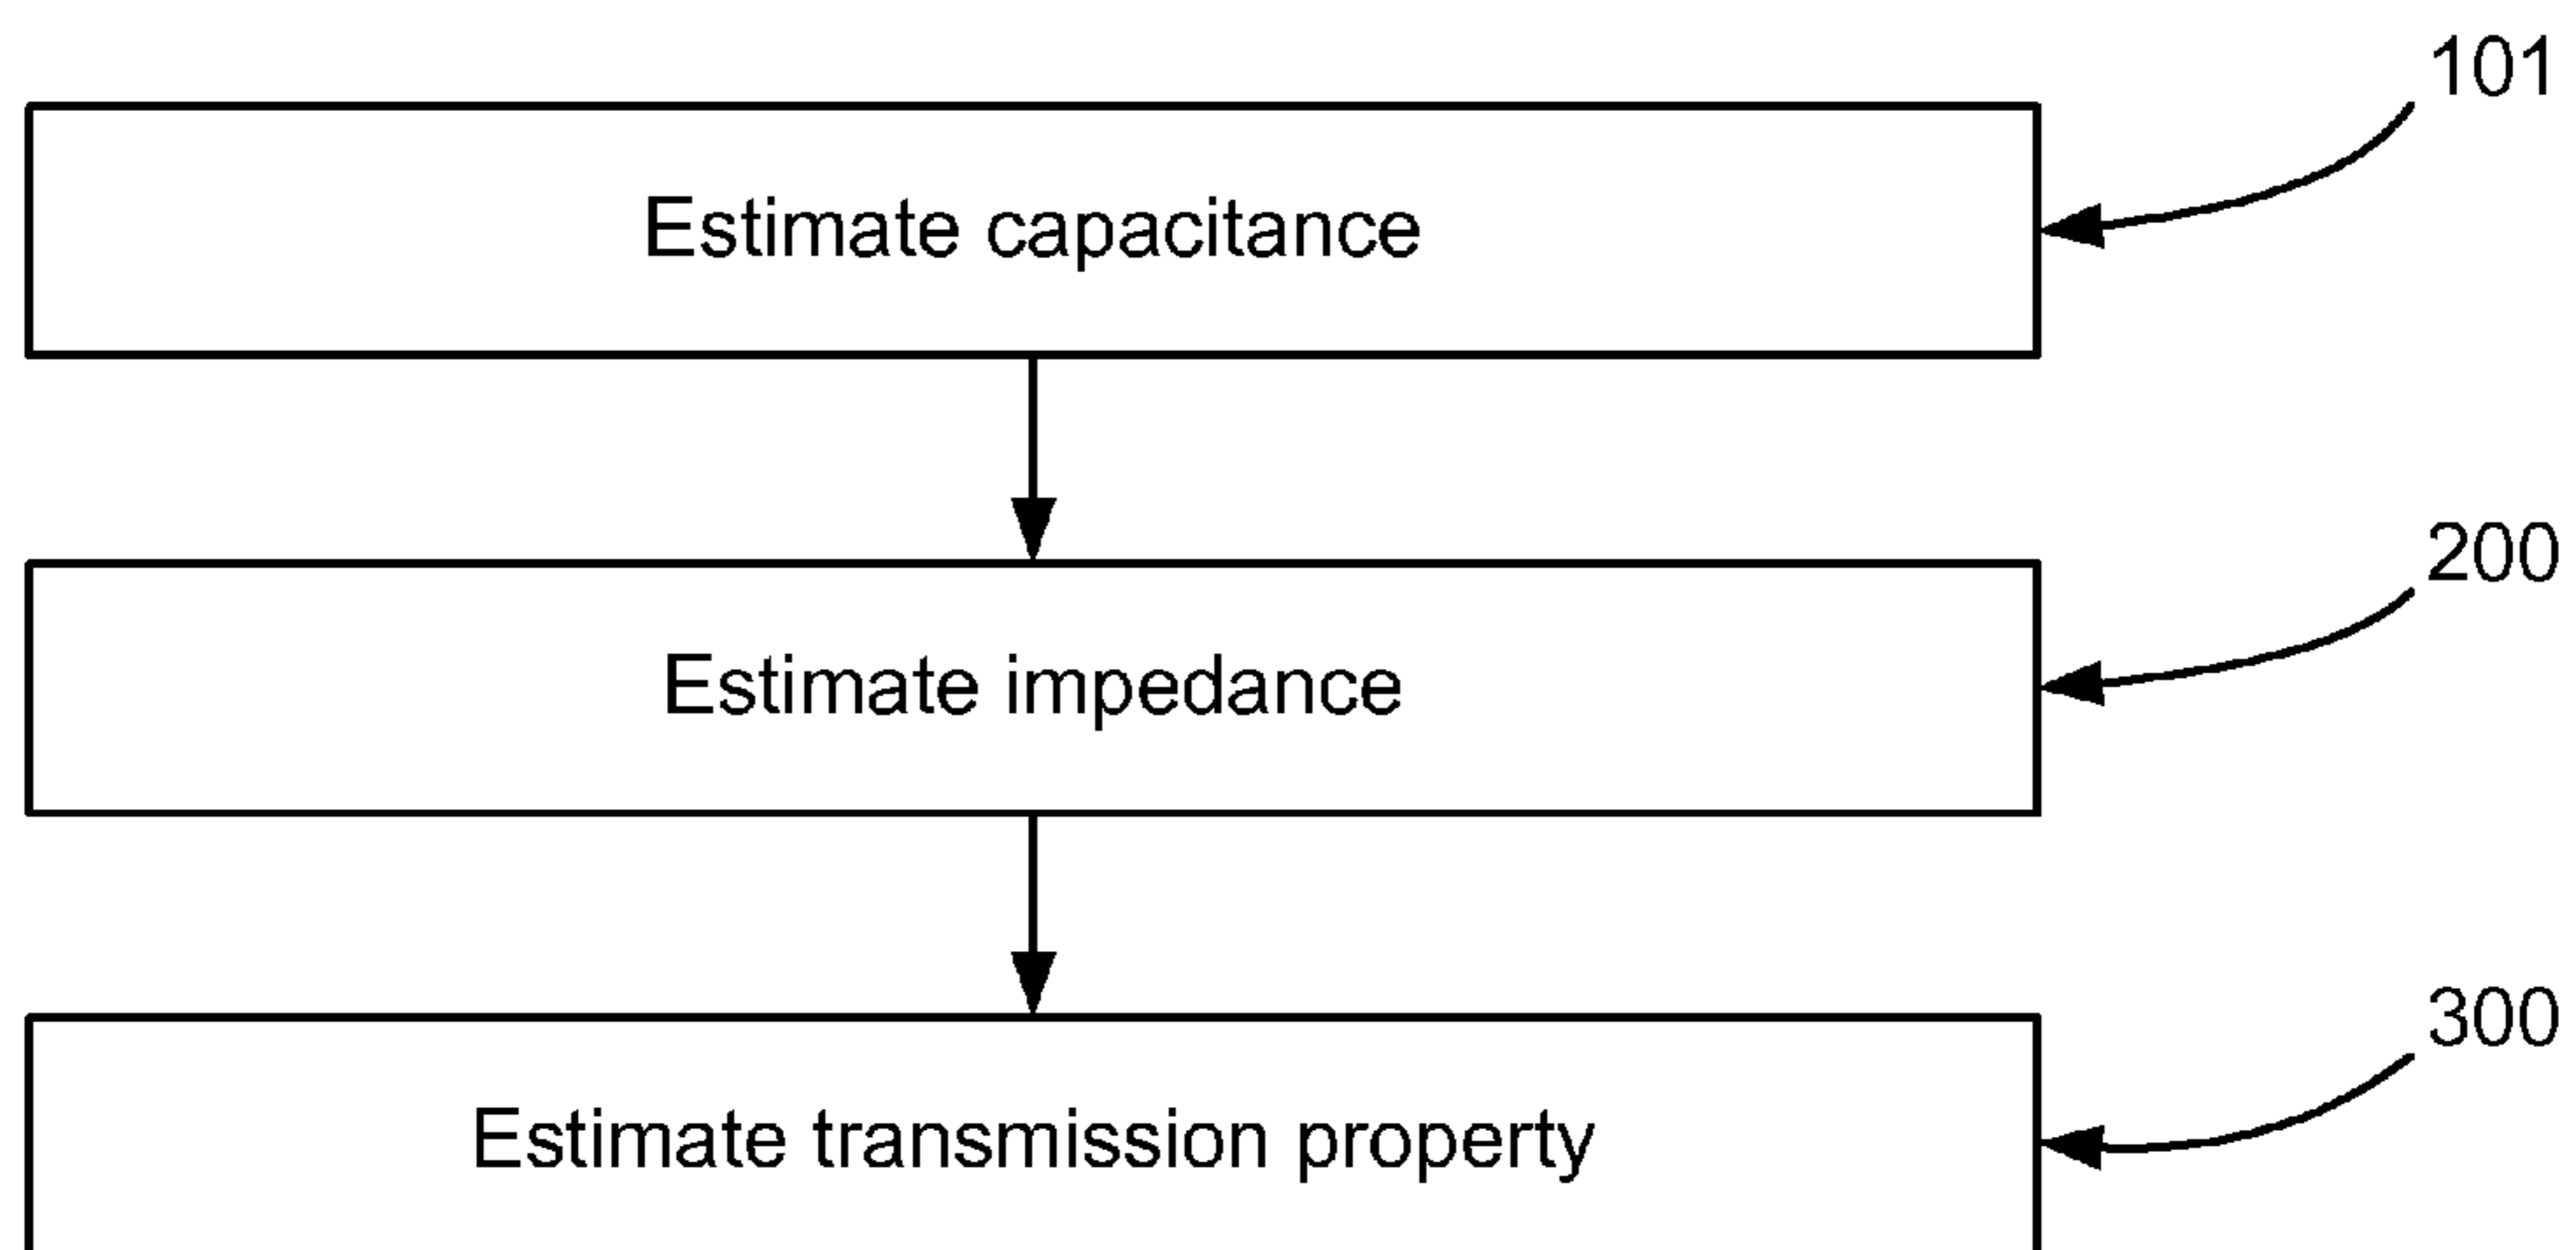 101
Estimate capacitance
200
Estimate impedance
300
Estimate transmission property